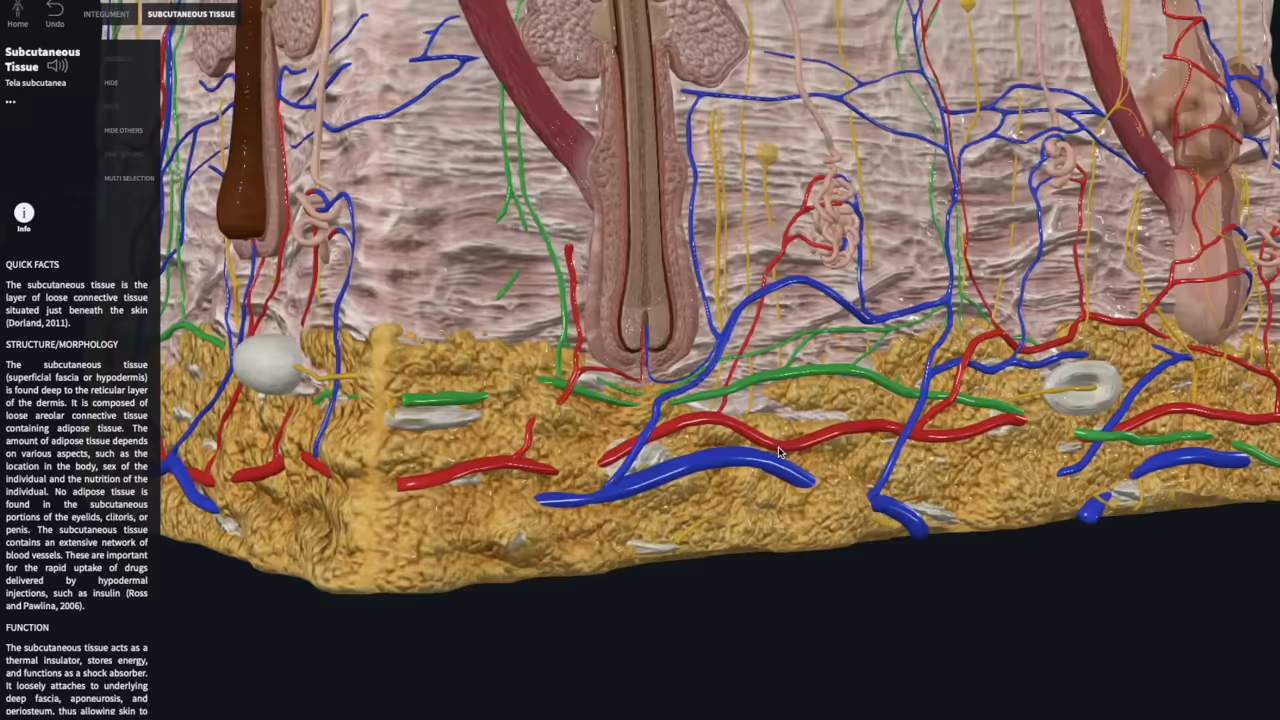 Home
Undo
INTEGUMENT
SUBCUTANEOUS TISSUE
Subcutaneous
Tissue
Tela subcutanea
...
HIDE
HIDE OTHERS
MULTI SELECTION
i
Info
QUICK FACTS
The subcutaneous tissue is the
layer of loose connective tissue
situated just beneath the skin
(Dorland, 2011).
STRUCTURE/MORPHOLOGY
The subcutaneous tissue
(superficial fascia or hypodermis)
is found deep to the reticular layer
of the dermis. It is composed of
loose areolar connective tissue
containing adipose tissue. The
amount of adipose tissue depends
on various aspects, such as the
location in the body, sex of the
individual and the nutrition of the
individual. No adipose tissue is
found in the subcutaneous
portions of the eyelids, clitoris, or
penis. The subcutaneous tissue
contains an extensive network of
blood vessels. These are important
for the rapid uptake of drugs
delivered by hypodermal
injections, such as insulin (Ross
and Pawlina, 2006).
FUNCTION
The subcutaneous tissue acts as a
thermal insulator, stores energy,
and functions as a shock absorber.
It loosely attaches to underlying
deep fascia, aponeurosis, and
periosteum, thus allowing skin to